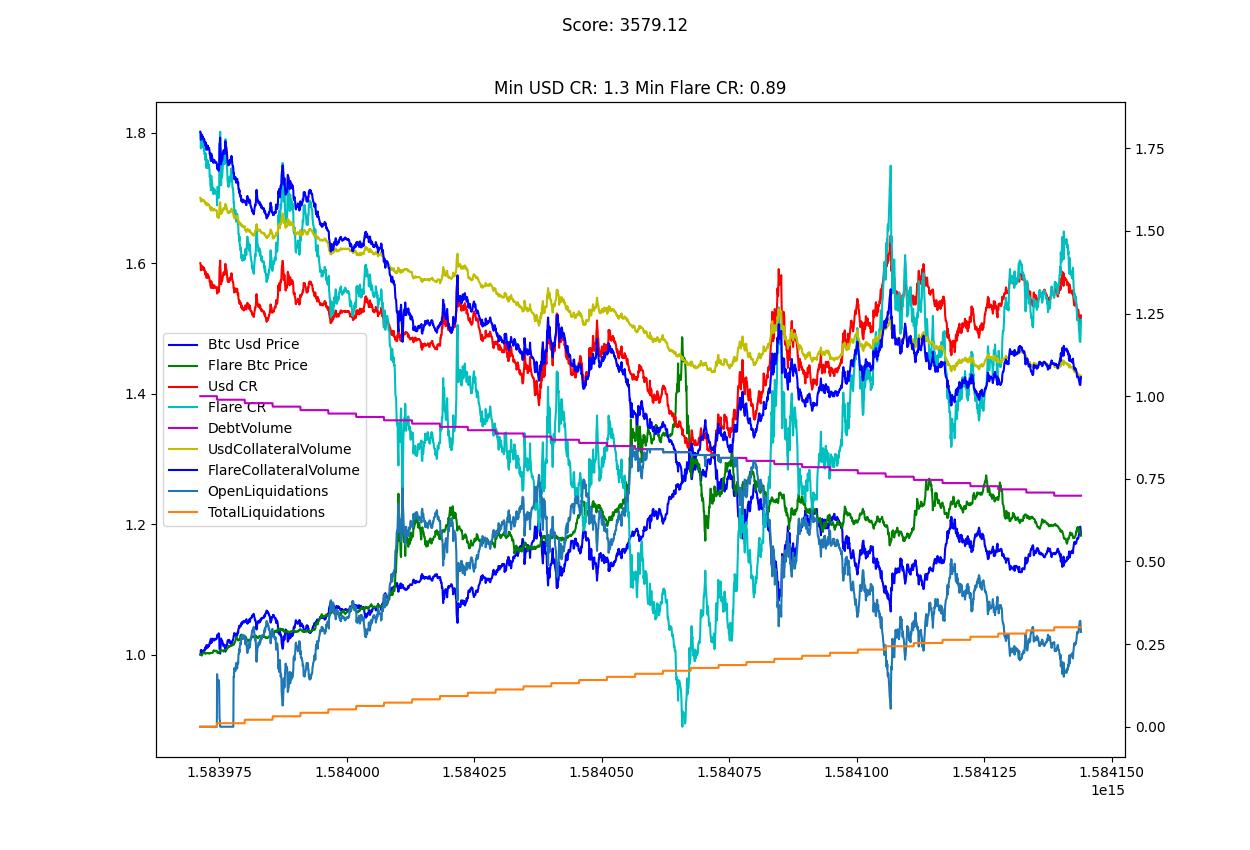 Score: 3579.12
Min USD CR: 1.3 Min Flare CR: 0.89
1.8
1.6
1.4
1.2
1.0
Btc Usd Price
Flare Btc Price
Usd CR
Flare CR
DebtVolume
UsdCollateralVolume
FlareCollateralVolume
OpenLiquidations
TotalLiquidations
1.75
1.50
1.25
1.00
0.75
0.50
0.25
0.00
1.583975 1.584000 1.584025 1.584050 1.584075 1.584100 1.584125 1.584150
1e15